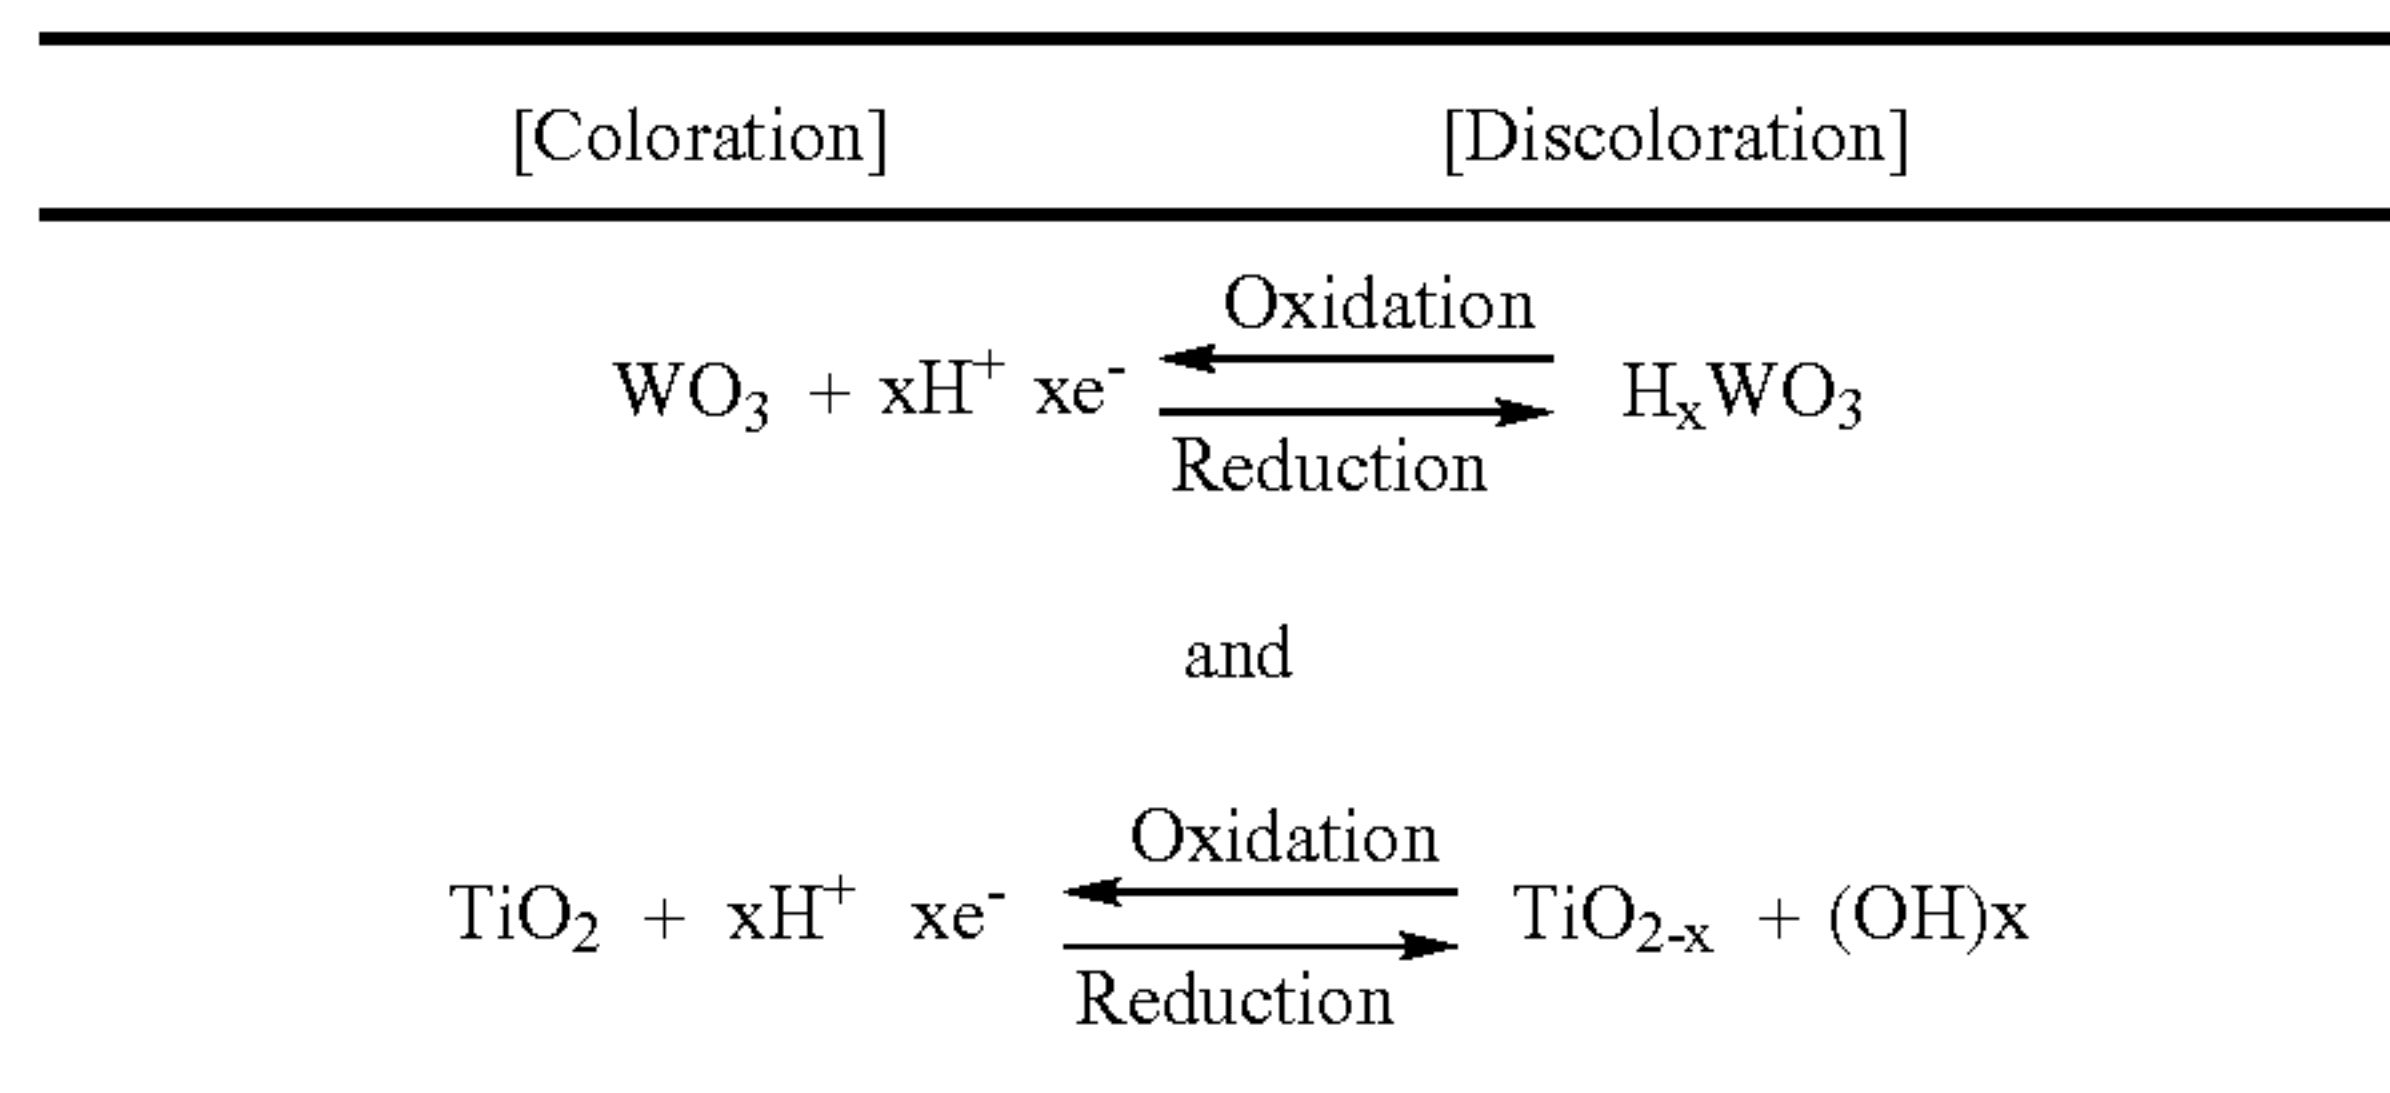 [Coloration] [Discoloration]
Oxidation
WO₃ + xH⁺ xe⁻ HₓWO₃
Reduction
and
Oxidation
TiO₂ + xH⁺ xe⁻ TiO₂₋ₓ + (OH)x
Reduction